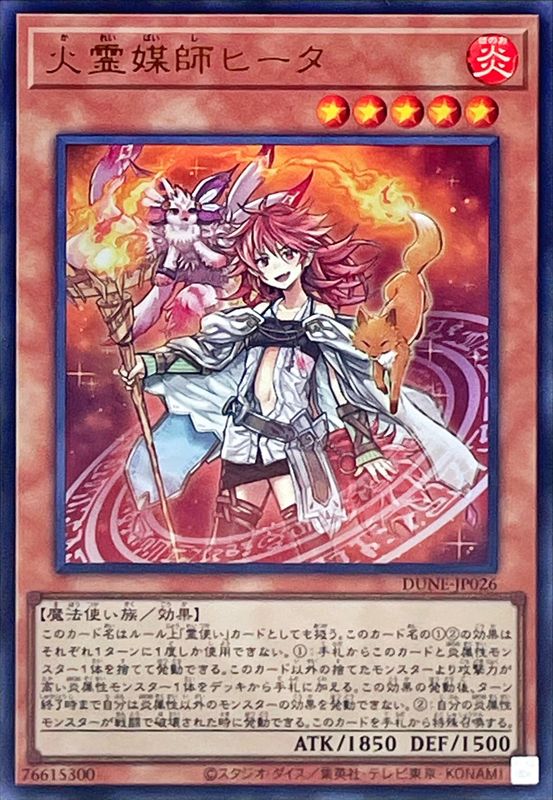 火霊媒師ヒータ
炎
DUNE-JP026
【魔法使い族／効果】
このカード名はルール上「霊使い」カードとしても扱う。このカード名の①②の効果は
それぞれ1ターンに1度しか使用できない。①：手札からこのカードと炎属性モン
スター1体を捨てて発動できる。このカード以外の捨てたモンスターより攻撃力が
高い炎属性モンスター1体をデッキから手札に加える。この効果の発動後、ターン
終了時まで自分は炎属性以外のモンスターの効果を発動できない。②：自分の炎属性
モンスターが戦闘で破壊された時に発動できる。このカードを手札から特殊召喚する。
ATK/1850 DEF/1500
76615300 ©スタジオ・ダイス／集英社・テレビ東京・KONAMI